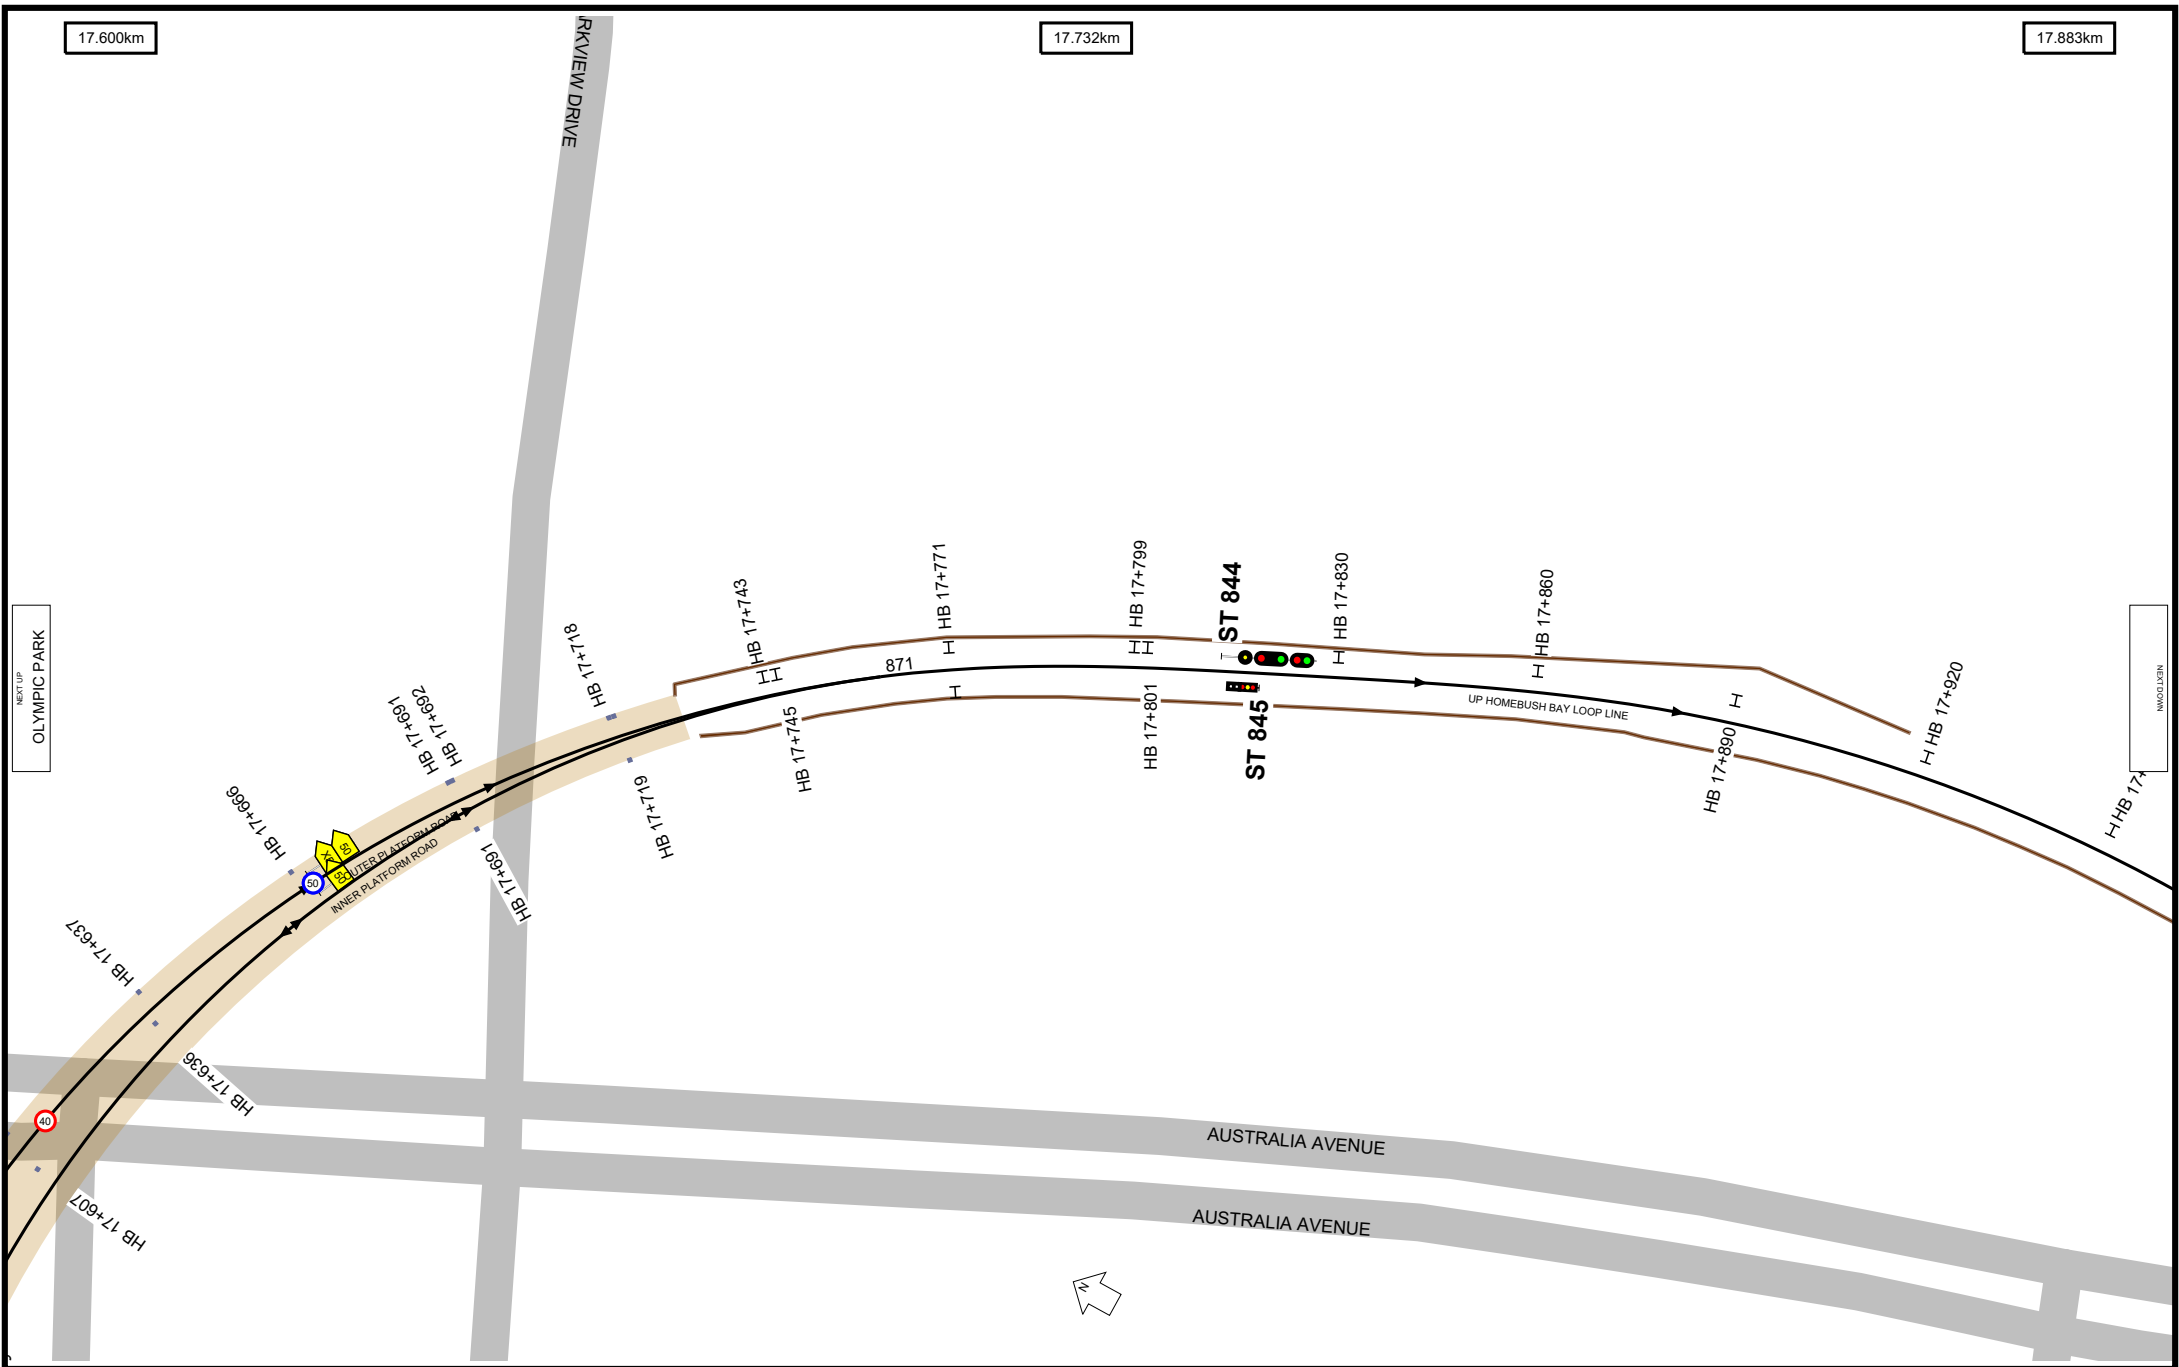 17.600km
17.732km
17.883km
RKVIEW DRIVE
NEXT UP
OLYMPIC PARK
NEXT DOWN
HB 17+771
HB 17+799
ST 844
HB 17+830
HB 17+860
HB 17+743
HB 17+718
871
HB 17+920
HB 17+691
HB 17+692
HB 17+745
HB 17+801
ST 845
UP HOMEBUSH BAY LOOP LINE
HB 17+890
HB 17+
HB 17+666
HB 17+719
50
50
50
OUTER PLATFORM ROAD
INNER PLATFORM ROAD
HB 17+691
HB 17+637
HB 17+636
40
HB 17+607
AUSTRALIA AVENUE
AUSTRALIA AVENUE
N